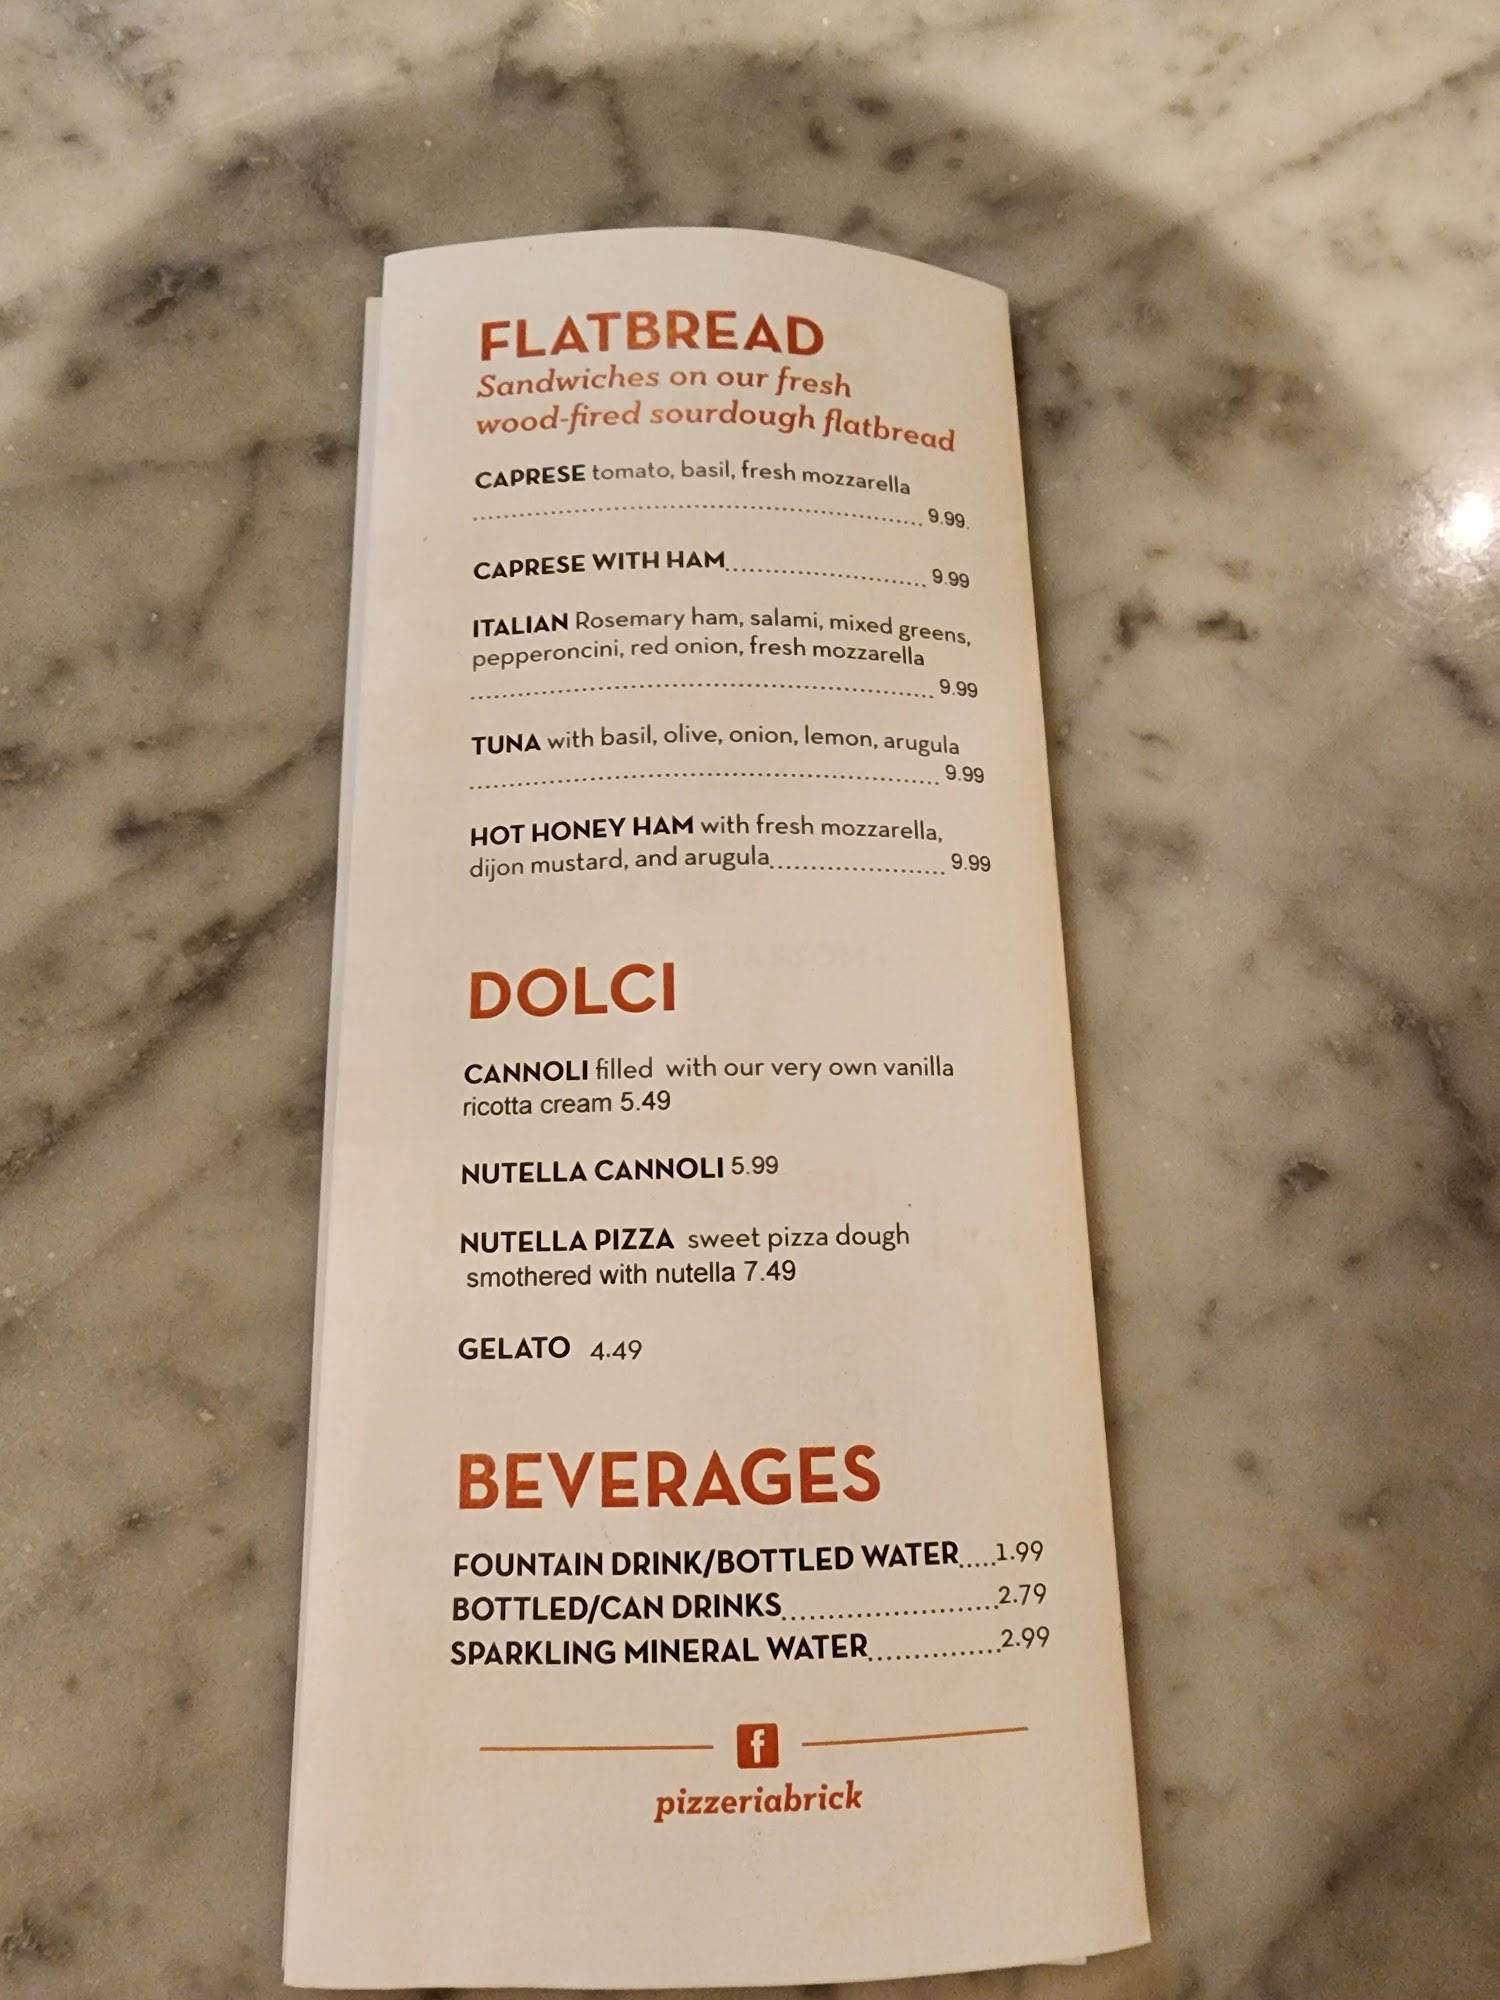 FLATBREAD
Sandwiches on our fresh
wood-fired sourdough flatbread
CAPRESE tomato, basil, fresh mozzarella
........................................................ 9.99.
CAPRESE WITH HAM......................... 9.99
ITALIAN Rosemary ham, salami, mixed greens,
pepperoncini, red onion, fresh mozzarella
.......................................................... 9.99
TUNA with basil, olive, onion, lemon, arugula
.......................................................... 9.99
HOT HONEY HAM with fresh mozzarella,
dijon mustard, and arugula...................... 9.99
DOLCI
CANNOLI filled with our very own vanilla
ricotta cream 5.49
NUTELLA CANNOLI 5.99
NUTELLA PIZZA sweet pizza dough
smothered with nutella 7.49
GELATO 4.49
BEVERAGES
FOUNTAIN DRINK/BOTTLED WATER.....1.99
BOTTLED/CAN DRINKS.........................2.79
SPARKLING MINERAL WATER...............2.99
f
pizzeriabrick